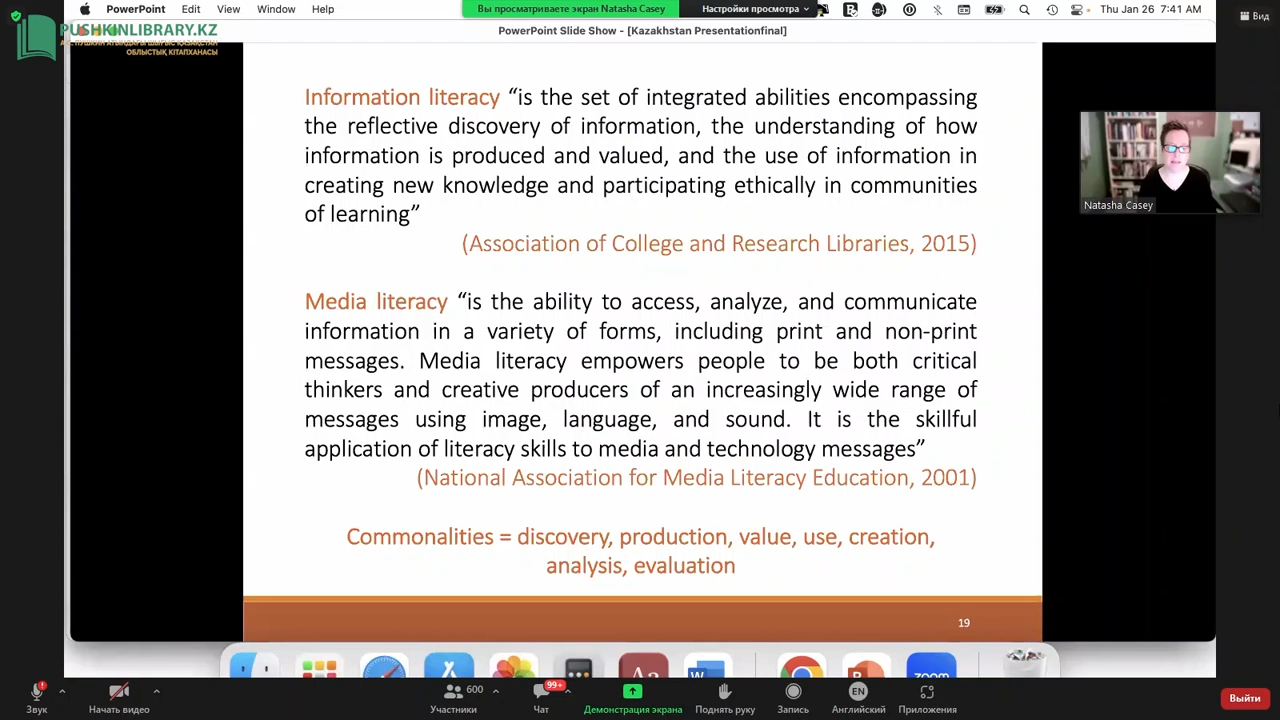 PowerPoint Edit View Window Help
Вы просматриваете экран Natasha Casey
Настройки просмотра
Thu Jan 26 7:41 AM
Вид
PUSHKINLIBRARY.KZ
А.С. ПУШКИН АТЫНДАҒЫ ШЫҒЫС ҚАЗАҚСТАН
ОБЛЫСТЫҚ КІТАПХАНАСЫ
PowerPoint Slide Show - [Kazakhstan Presentationfinal]
Information literacy “is the set of integrated abilities encompassing
the reflective discovery of information, the understanding of how
information is produced and valued, and the use of information in
creating new knowledge and participating ethically in communities
of learning”
(Association of College and Research Libraries, 2015)
Media literacy “is the ability to access, analyze, and communicate
information in a variety of forms, including print and non-print
messages. Media literacy empowers people to be both critical
thinkers and creative producers of an increasingly wide range of
messages using image, language, and sound. It is the skillful
application of literacy skills to media and technology messages”
(National Association for Media Literacy Education, 2001)
Commonalities = discovery, production, value, use, creation,
analysis, evaluation
19
Natasha Casey
Aa
W
P
zoom
600
99+
EN
Звук
Начать видео
Участники
Чат
Демонстрация экрана
Поднять руку
Запись
Английский
Приложения
Выйти